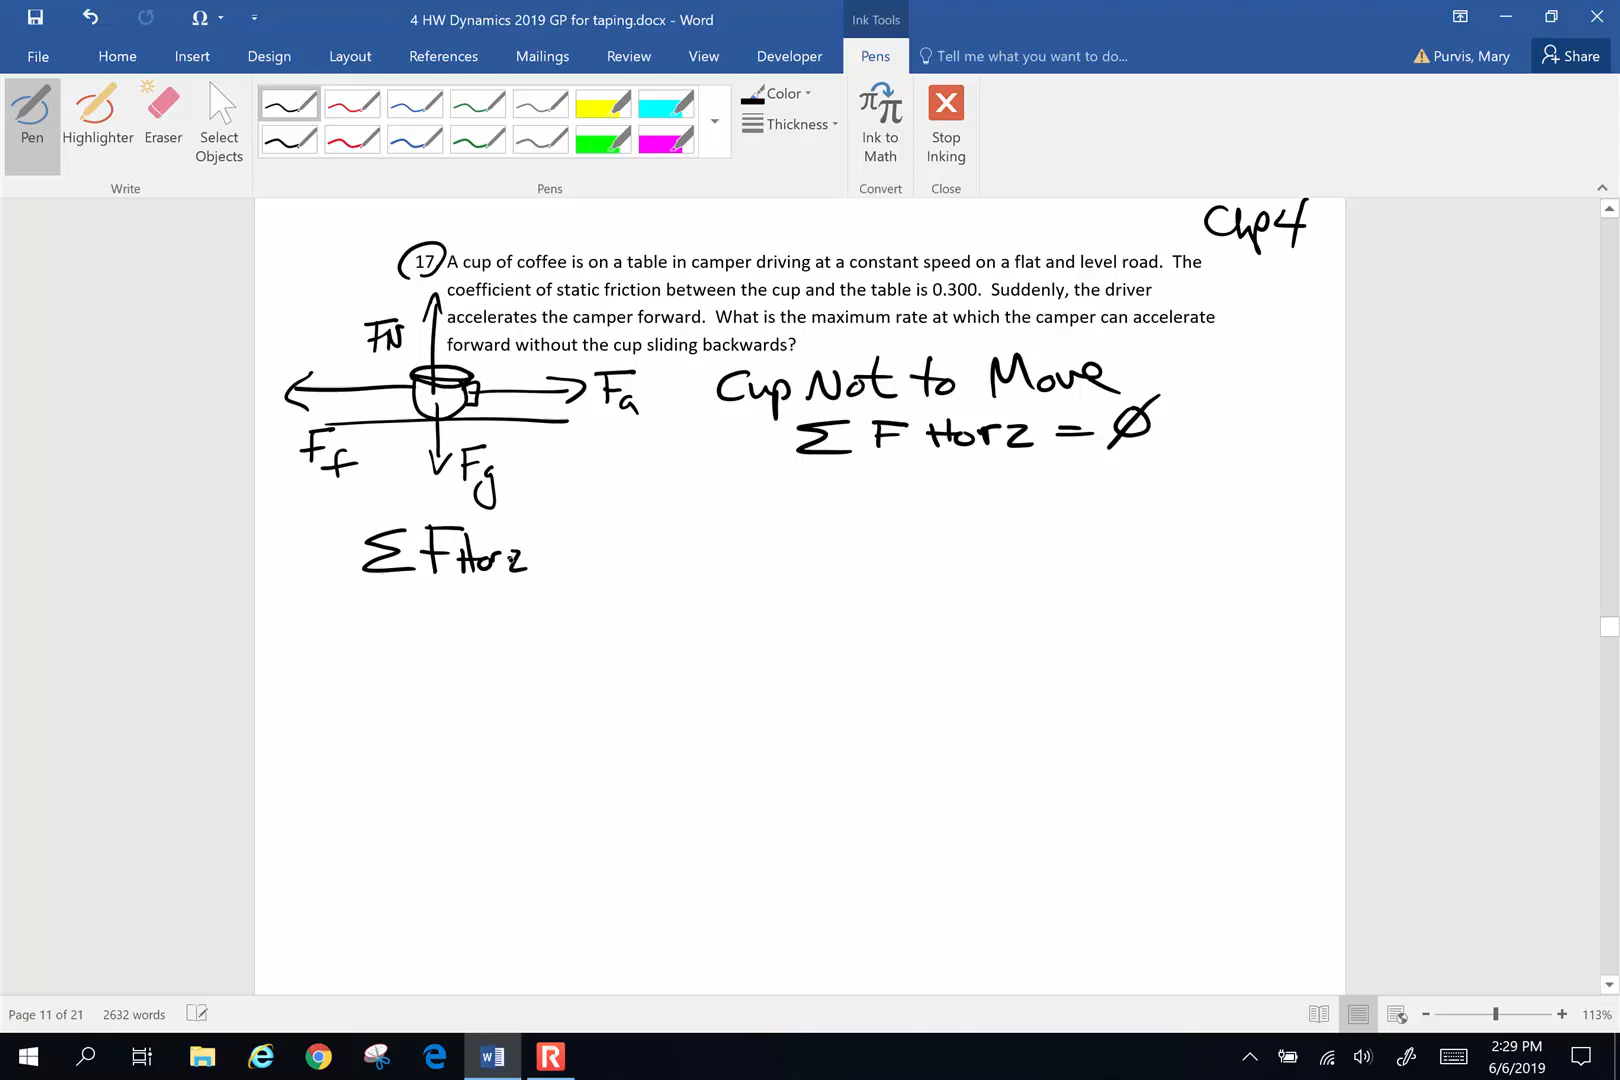 4 HW Dynamics 2019 GP for taping.docx - Word
Ink Tools
File Home Insert Design Layout References Mailings Review View Developer Pens Tell me what you want to do... Purvis, Mary Share
Pen Highlighter Eraser Select Objects
Color
Thickness
Ink to Math
Stop Inking
Write Pens Convert Close
Chp 4
17 A cup of coffee is on a table in camper driving at a constant speed on a flat and level road. The
coefficient of static friction between the cup and the table is 0.300. Suddenly, the driver
accelerates the camper forward. What is the maximum rate at which the camper can accelerate
forward without the cup sliding backwards?
FN
Fa
Cup Not to Move
Σ F Horz = ∅
Ff
Fg
Σ F Horz
Page 11 of 21 2632 words 113%
2:29 PM
6/6/2019